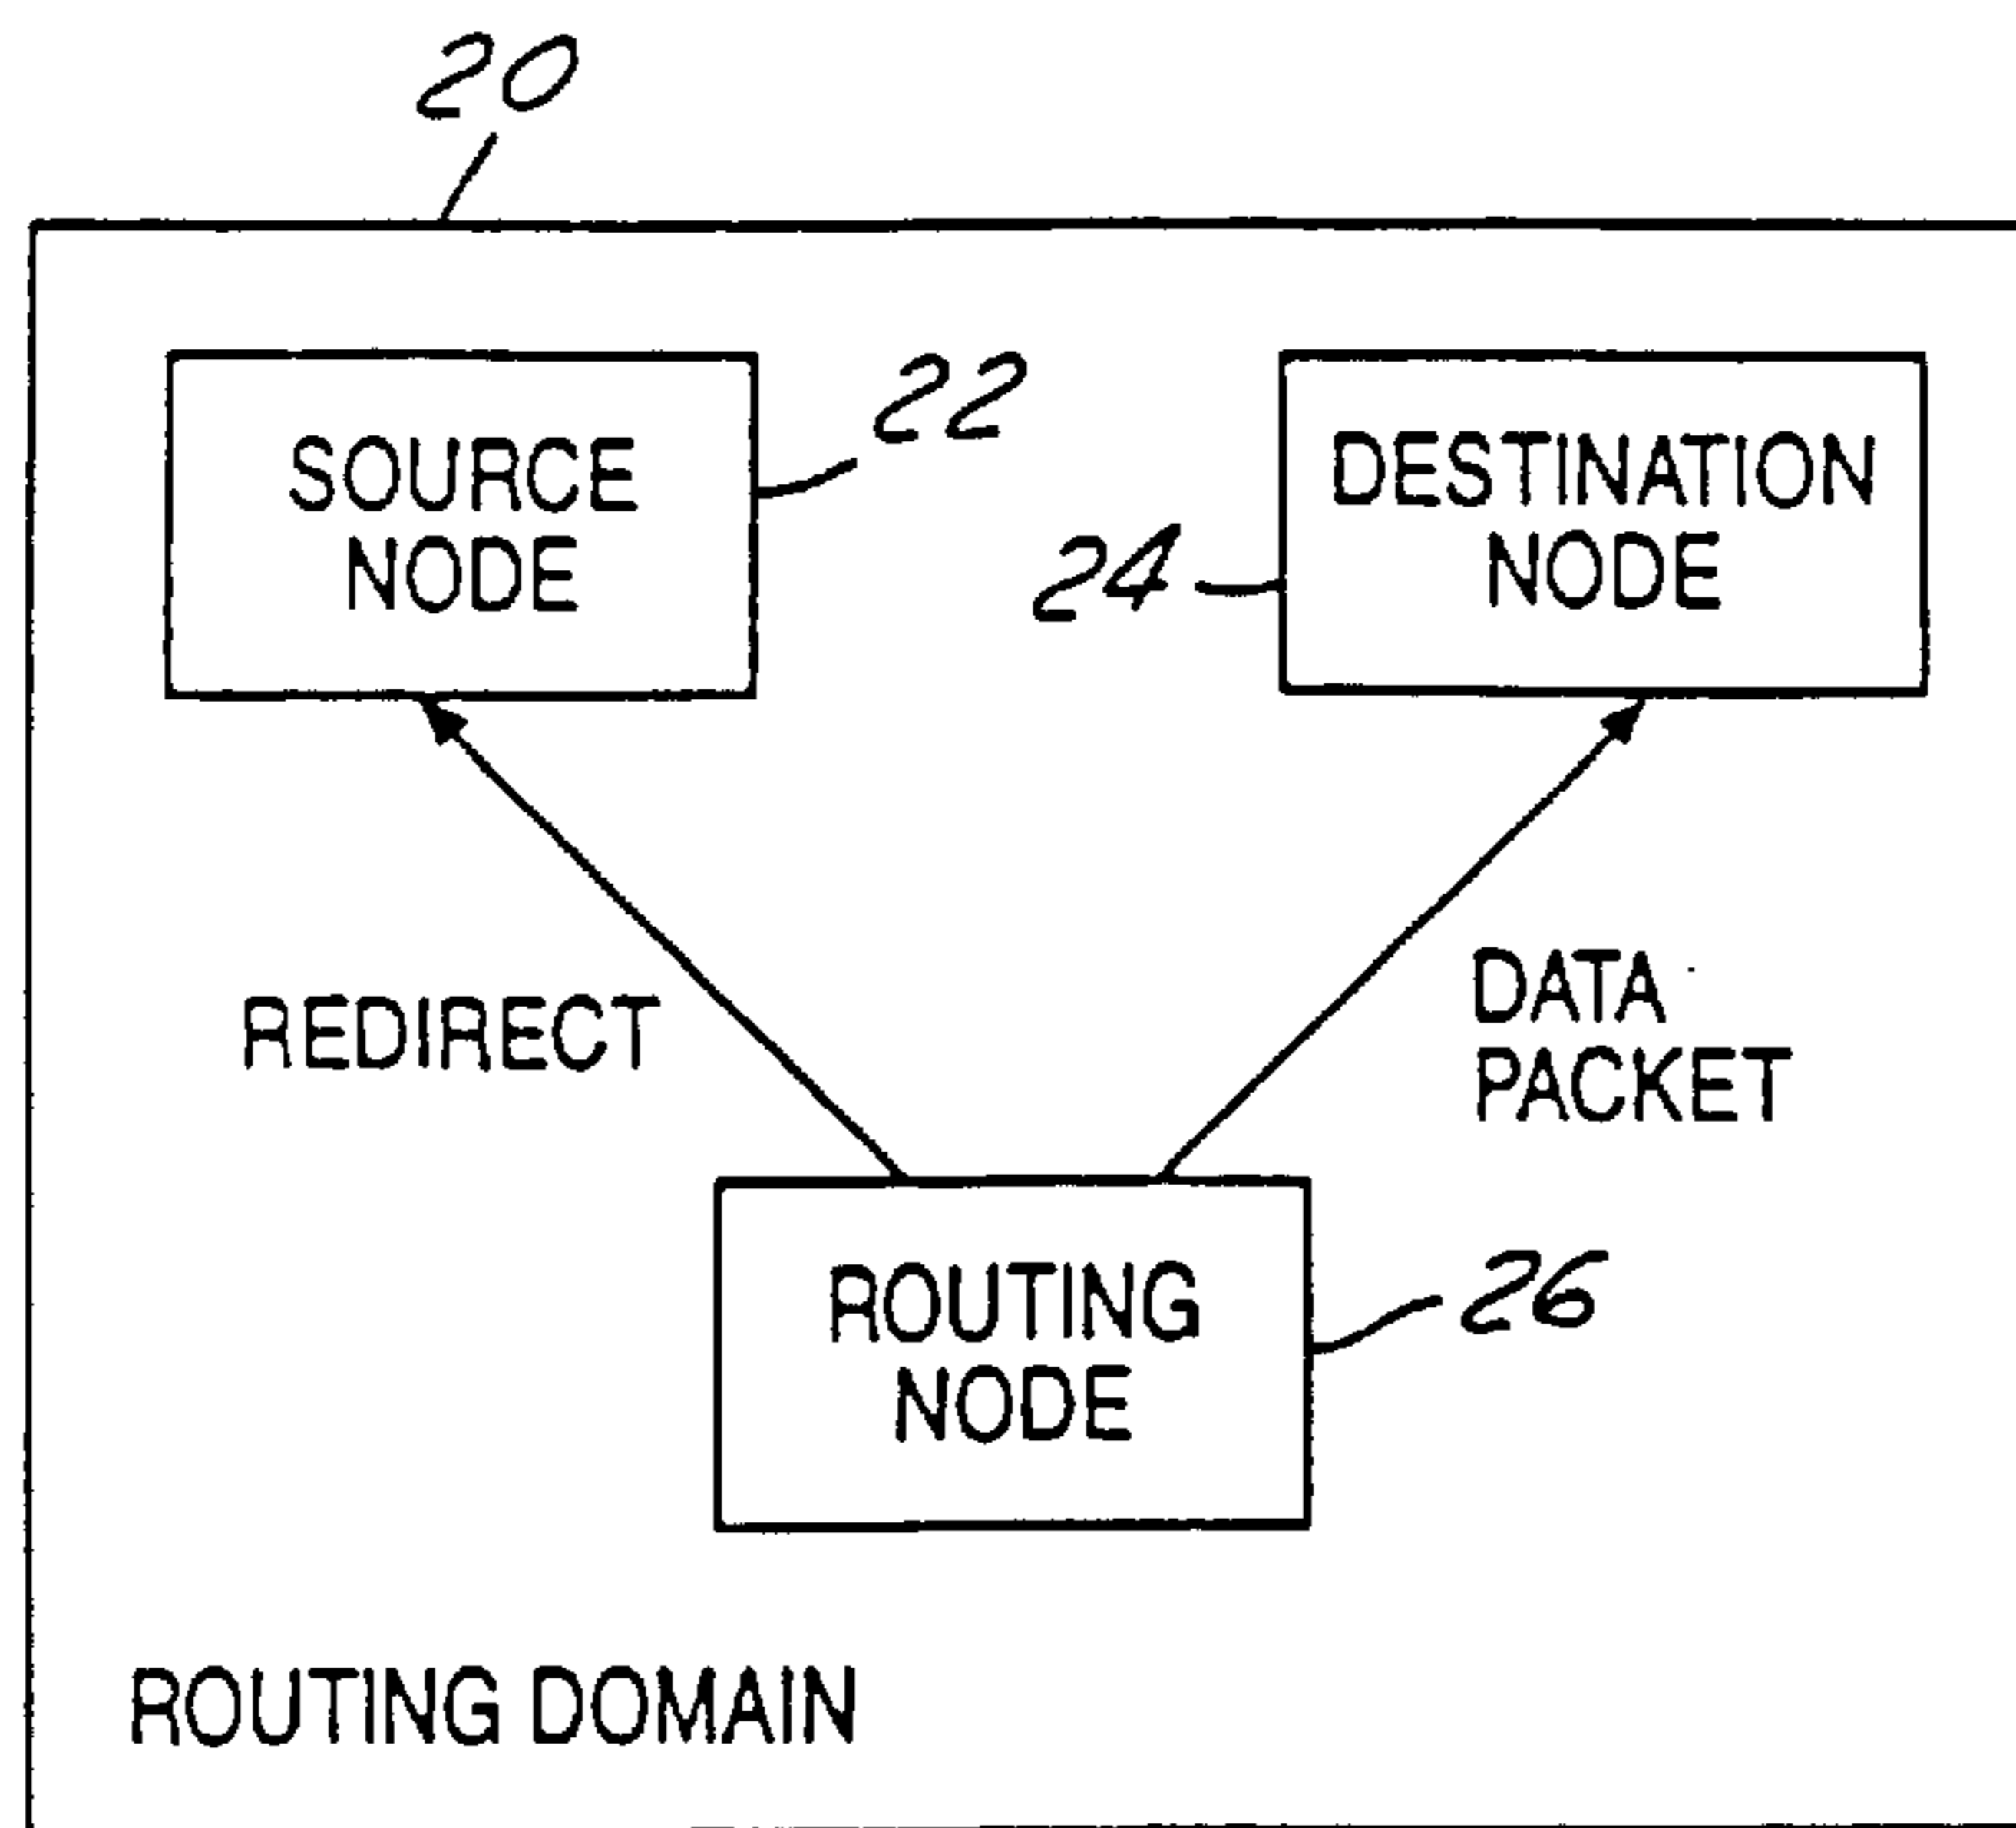 20
SOURCE
NODE
22
DESTINATION
NODE
24
REDIRECT
DATA
PACKET
ROUTING
NODE
26
ROUTING DOMAIN